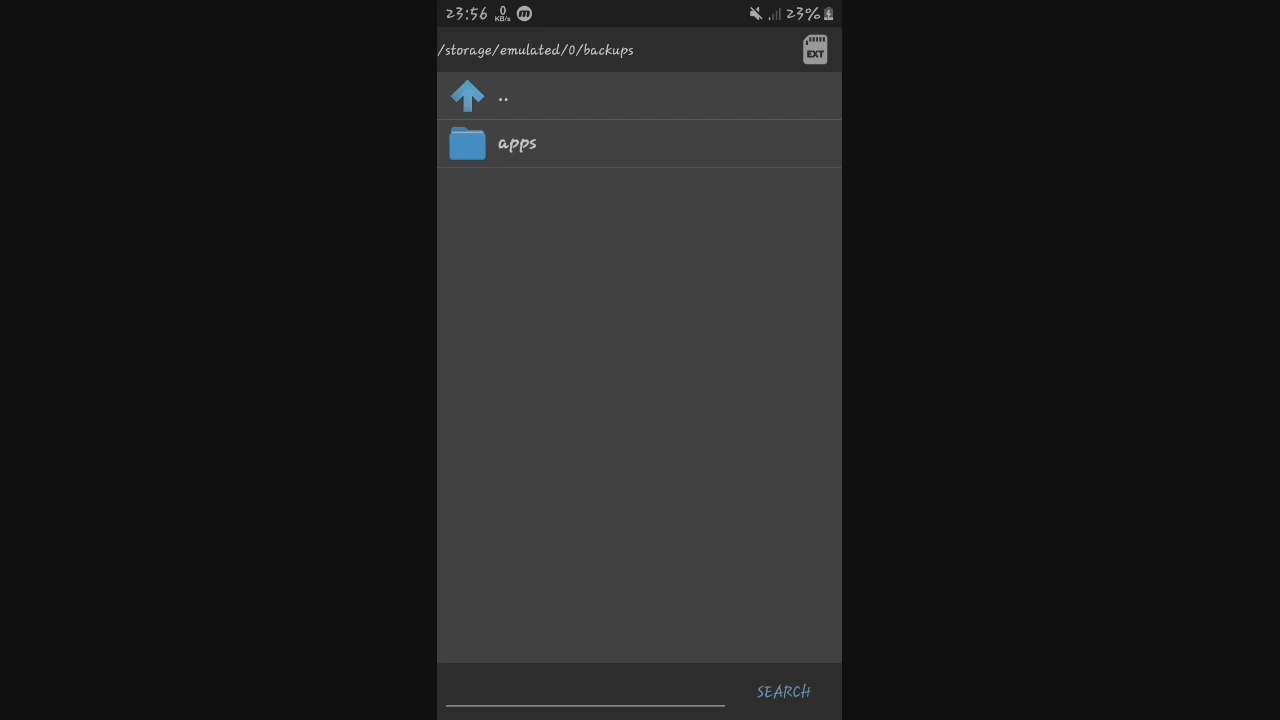 23:56 0 KB/s m 23%
/storage/emulated/0/backups
EXT
..
apps
SEARCH